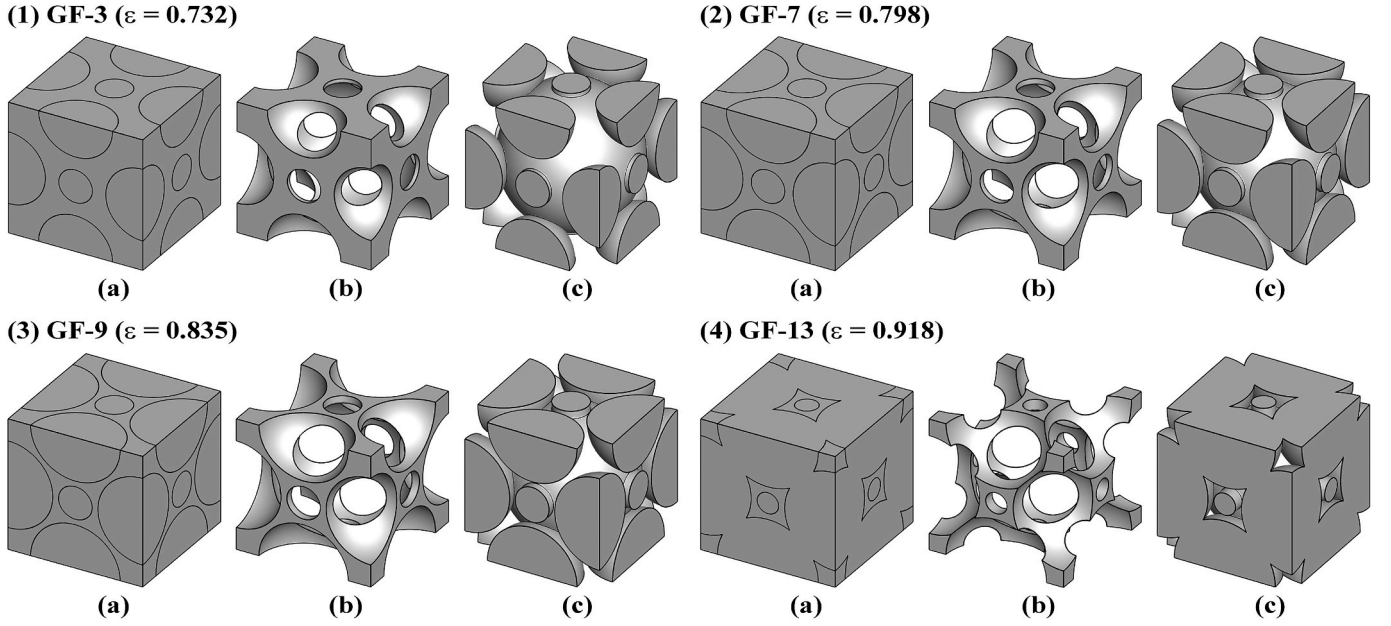 (1) GF-3 (ε = 0.732)
(2) GF-7 (ε = 0.798)
(a) (b) (c) (a) (b) (c)
(3) GF-9 (ε = 0.835)
(4) GF-13 (ε = 0.918)
(a) (b) (c) (a) (b) (c)